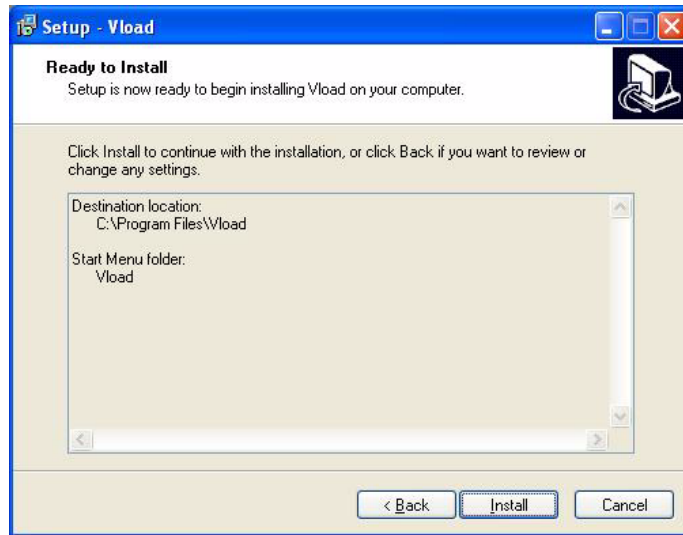 Setup - Vload
Ready to Install
Setup is now ready to begin installing Vload on your computer.
Click Install to continue with the installation, or click Back if you want to review or
change any settings.
Destination location:
C:\Program Files\Vload
Start Menu folder:
Vload
< Back
Install
Cancel